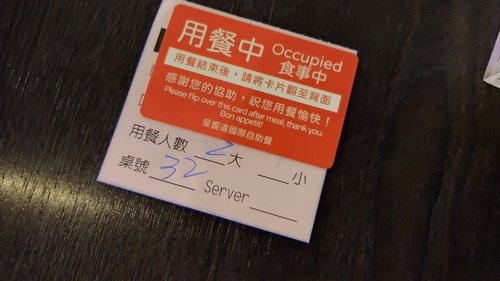 用餐中 Occupied
食事中
用餐結束後，請將卡片翻至背面
感謝您的協助，祝您用餐愉快！
Please flip over this card after meal, thank you.
Bon appetit!
星饗道國際自助餐
用餐人數 2 大 小
桌號 32 Server